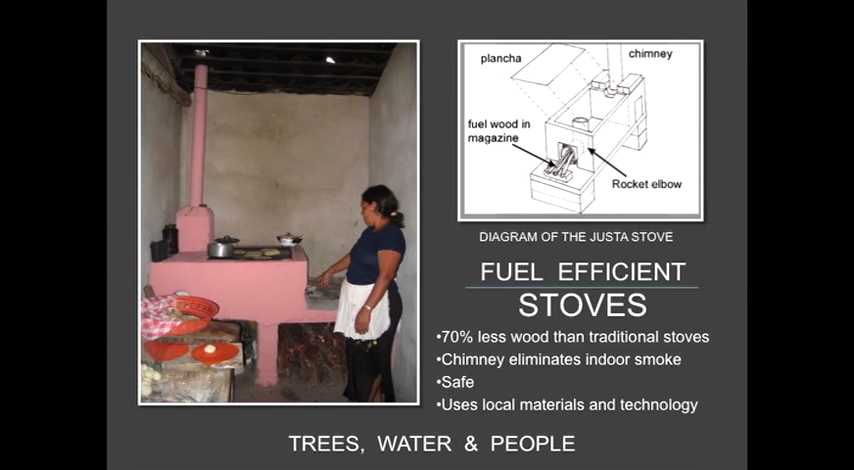 plancha
chimney
fuel wood in
magazine
Rocket elbow
DIAGRAM OF THE JUSTA STOVE
FUEL EFFICIENT
STOVES
•70% less wood than traditional stoves
•Chimney eliminates indoor smoke
•Safe
•Uses local materials and technology
TREES, WATER & PEOPLE